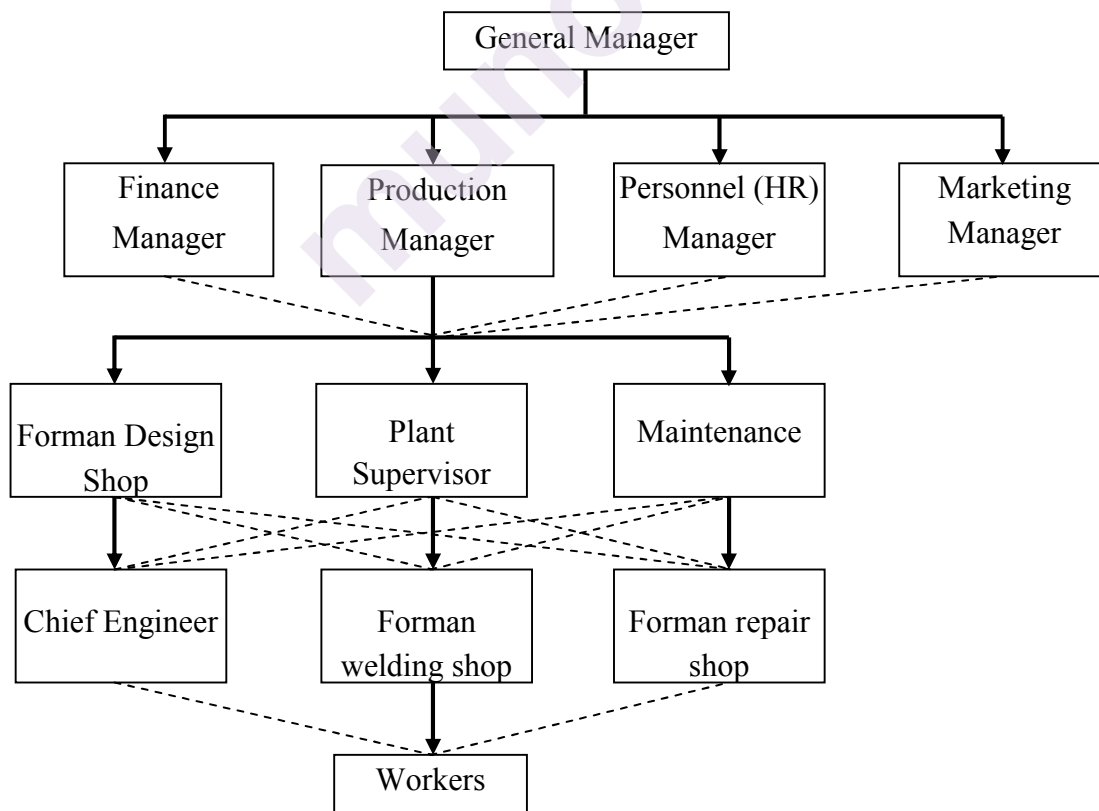 General Manager
Finance
Manager
Production
Manager
Personnel (HR)
Manager
Marketing
Manager
Forman Design
Shop
Plant
Supervisor
Maintenance
Chief Engineer
Forman
welding shop
Forman repair
shop
Workers
muno